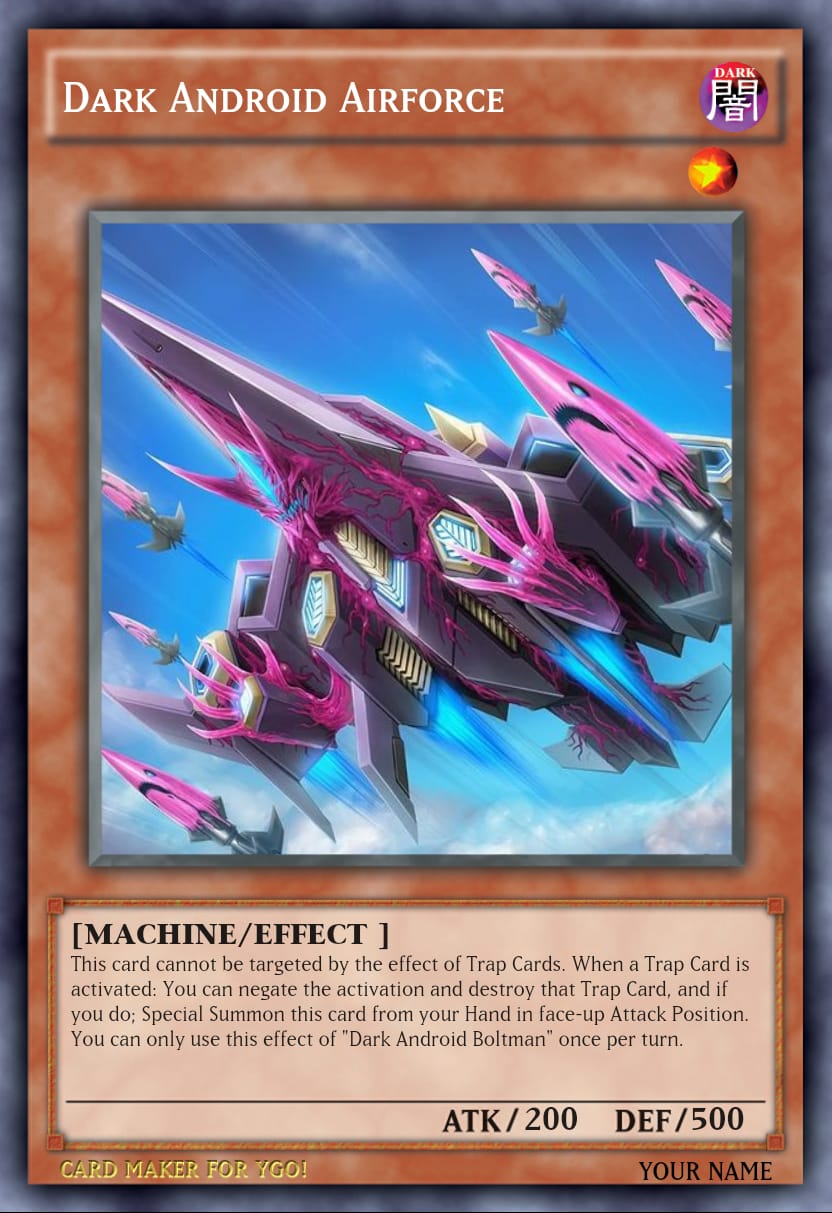 Dark Android Airforce
DARK
闇
[MACHINE/EFFECT ]
This card cannot be targeted by the effect of Trap Cards. When a Trap Card is
activated: You can negate the activation and destroy that Trap Card, and if
you do; Special Summon this card from your Hand in face-up Attack Position.
You can only use this effect of "Dark Android Boltman" once per turn.
ATK/200 DEF/500
CARD MAKER FOR YGO! YOUR NAME